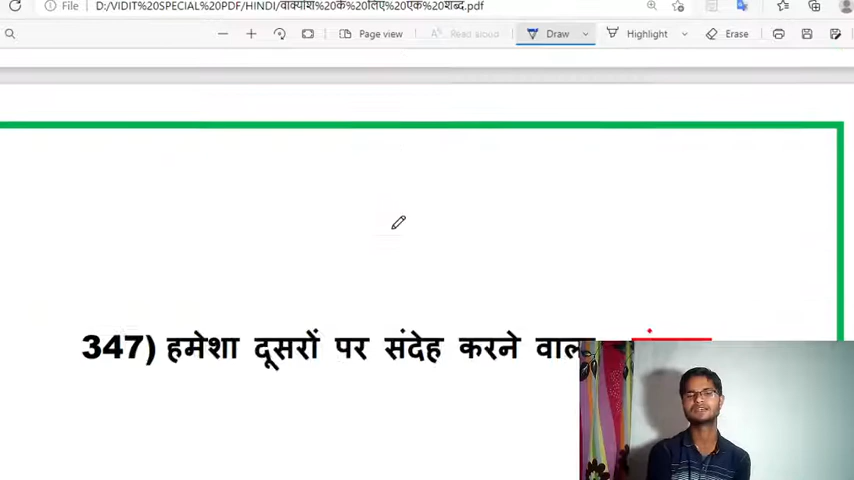 File D:/VIDIT%20SPECIAL%20PDF/HINDI/वाक्यांश%20के%20लिए%20एक%20शब्द.pdf
Page view Read aloud Draw Highlight Erase
347) हमेशा दूसरों पर संदेह करने